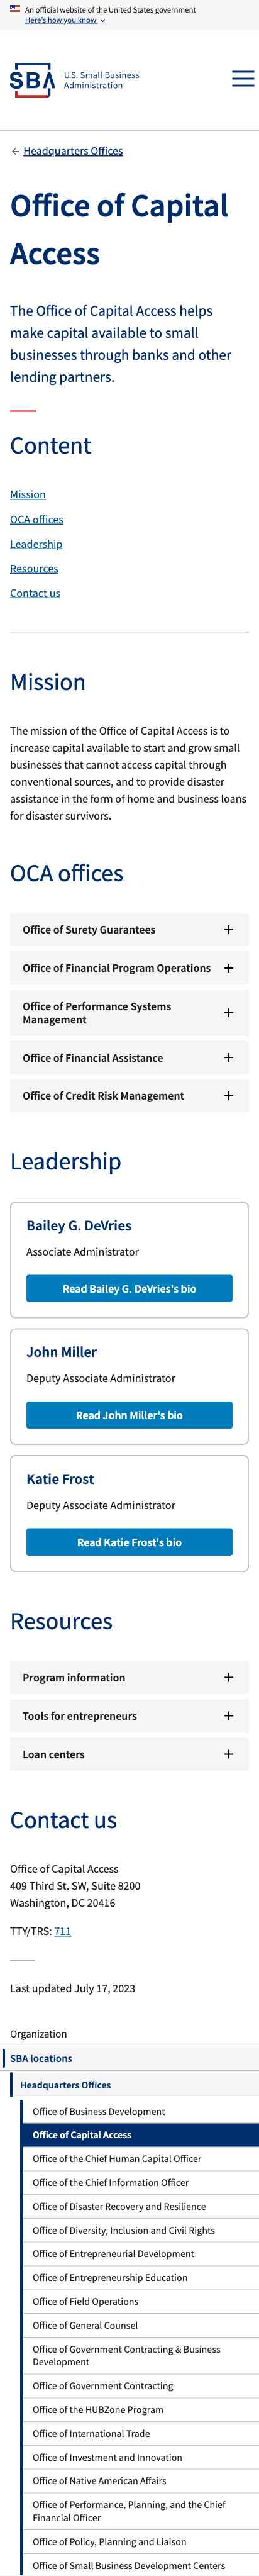 An official website of the United States government
Here's how you know
SBA
U.S. Small Business
Administration
Headquarters Offices
Office of Capital
Access
The Office of Capital Access helps
make capital available to small
businesses through banks and other
lending partners.
Content
Mission
OCA offices
Leadership
Resources
Contact us
Mission
The mission of the Office of Capital Access is to
increase capital available to start and grow small
businesses that cannot access capital through
conventional sources, and to provide disaster
assistance in the form of home and business loans
for disaster survivors.
OCA offices
Office of Surety Guarantees
Office of Financial Program Operations
Office of Performance Systems
Management
Office of Financial Assistance
Office of Credit Risk Management
Leadership
Bailey G. DeVries
Associate Administrator
Read Bailey G. DeVries's bio
John Miller
Deputy Associate Administrator
Read John Miller's bio
Katie Frost
Deputy Associate Administrator
Read Katie Frost's bio
Resources
Program information
Tools for entrepreneurs
Loan centers
Contact us
Office of Capital Access
409 Third St. SW, Suite 8200
Washington, DC 20416
TTY/TRS: 711
Last updated July 17, 2023
Organization
SBA locations
Headquarters Offices
Office of Business Development
Office of Capital Access
Office of the Chief Human Capital Officer
Office of the Chief Information Officer
Office of Disaster Recovery and Resilience
Office of Diversity, Inclusion and Civil Rights
Office of Entrepreneurial Development
Office of Entrepreneurship Education
Office of Field Operations
Office of General Counsel
Office of Government Contracting & Business
Development
Office of Government Contracting
Office of the HUBZone Program
Office of International Trade
Office of Investment and Innovation
Office of Native American Affairs
Office of Performance, Planning, and the Chief
Financial Officer
Office of Policy, Planning and Liaison
Office of Small Business Development Centers